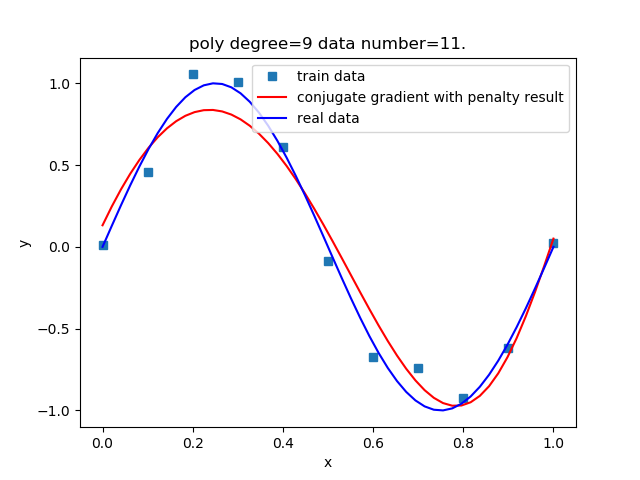 poly degree=9 data number=11.
train data
conjugate gradient with penalty result
real data
1.0
0.5
0.0
−0.5
−1.0
y
0.0 0.2 0.4 0.6 0.8 1.0
x